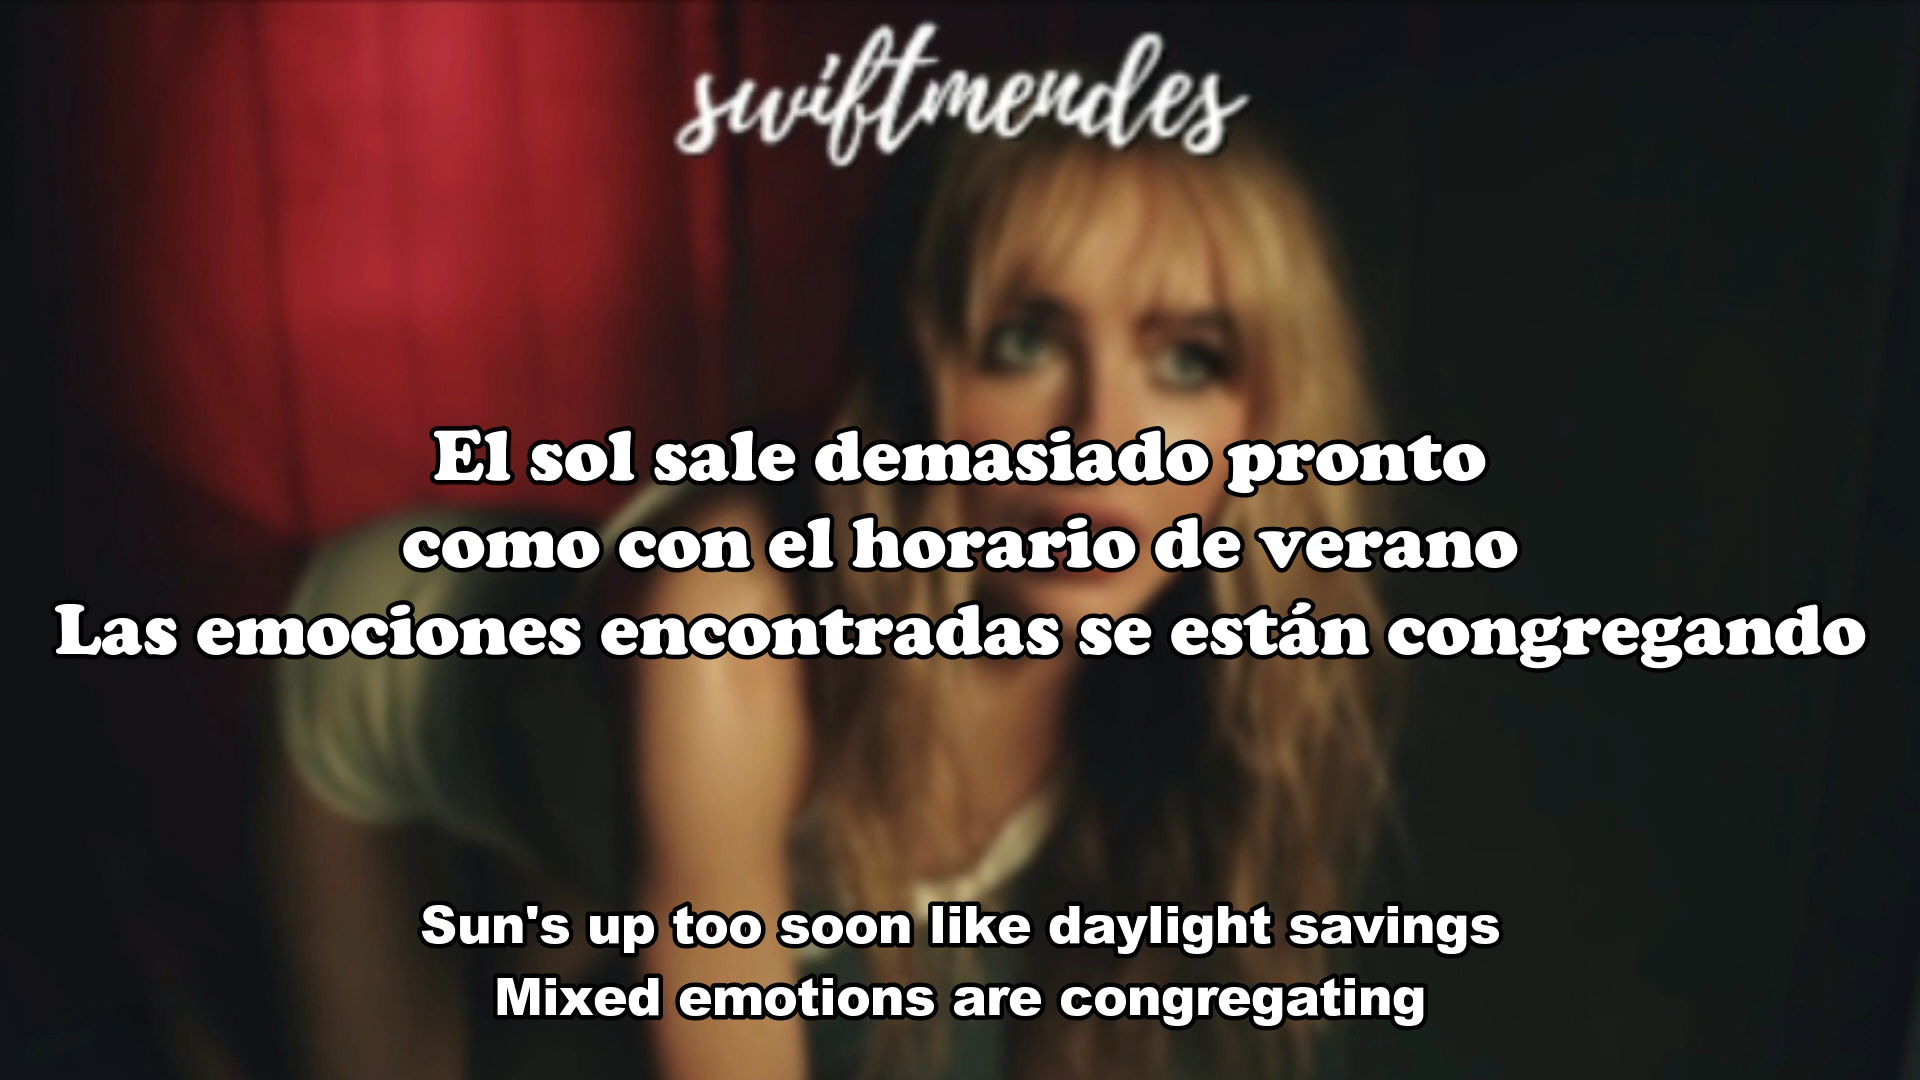 swiftmendes
El sol sale demasiado pronto
como con el horario de verano
Las emociones encontradas se están congregando
Sun's up too soon like daylight savings
Mixed emotions are congregating